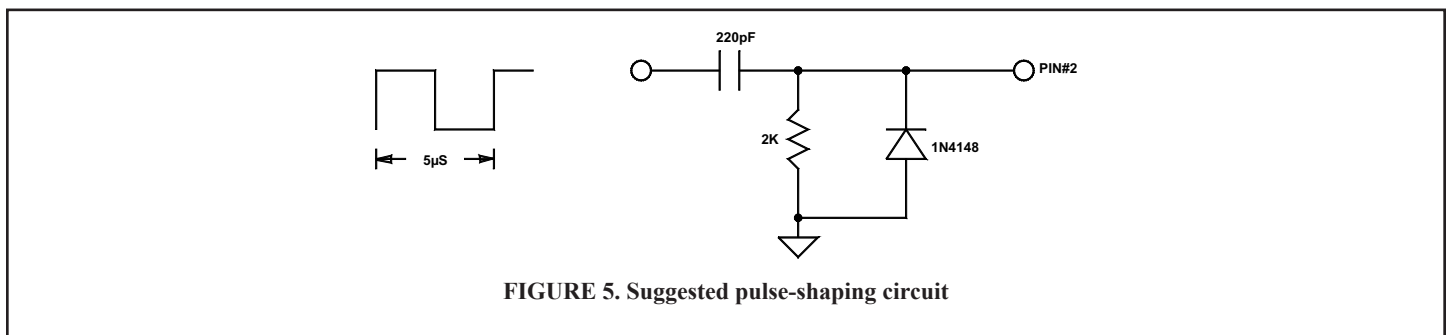 220pF
PIN#2
2K
1N4148
5µS
FIGURE 5. Suggested pulse-shaping circuit